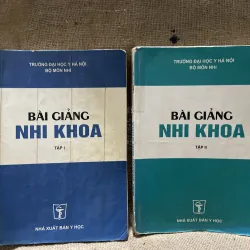 TRƯỜNG ĐẠI HỌC Y HÀ NỘI
BỘ MÔN NHI
BÀI GIẢNG
NHI KHOA
TẬP I
NHÀ XUẤT BẢN Y HỌC
TRƯỜNG ĐẠI HỌC Y HÀ NỘI
BỘ MÔN NHI
BÀI GIẢNG
NHI KHOA
TẬP II
NHÀ XUẤT BẢN Y HỌC